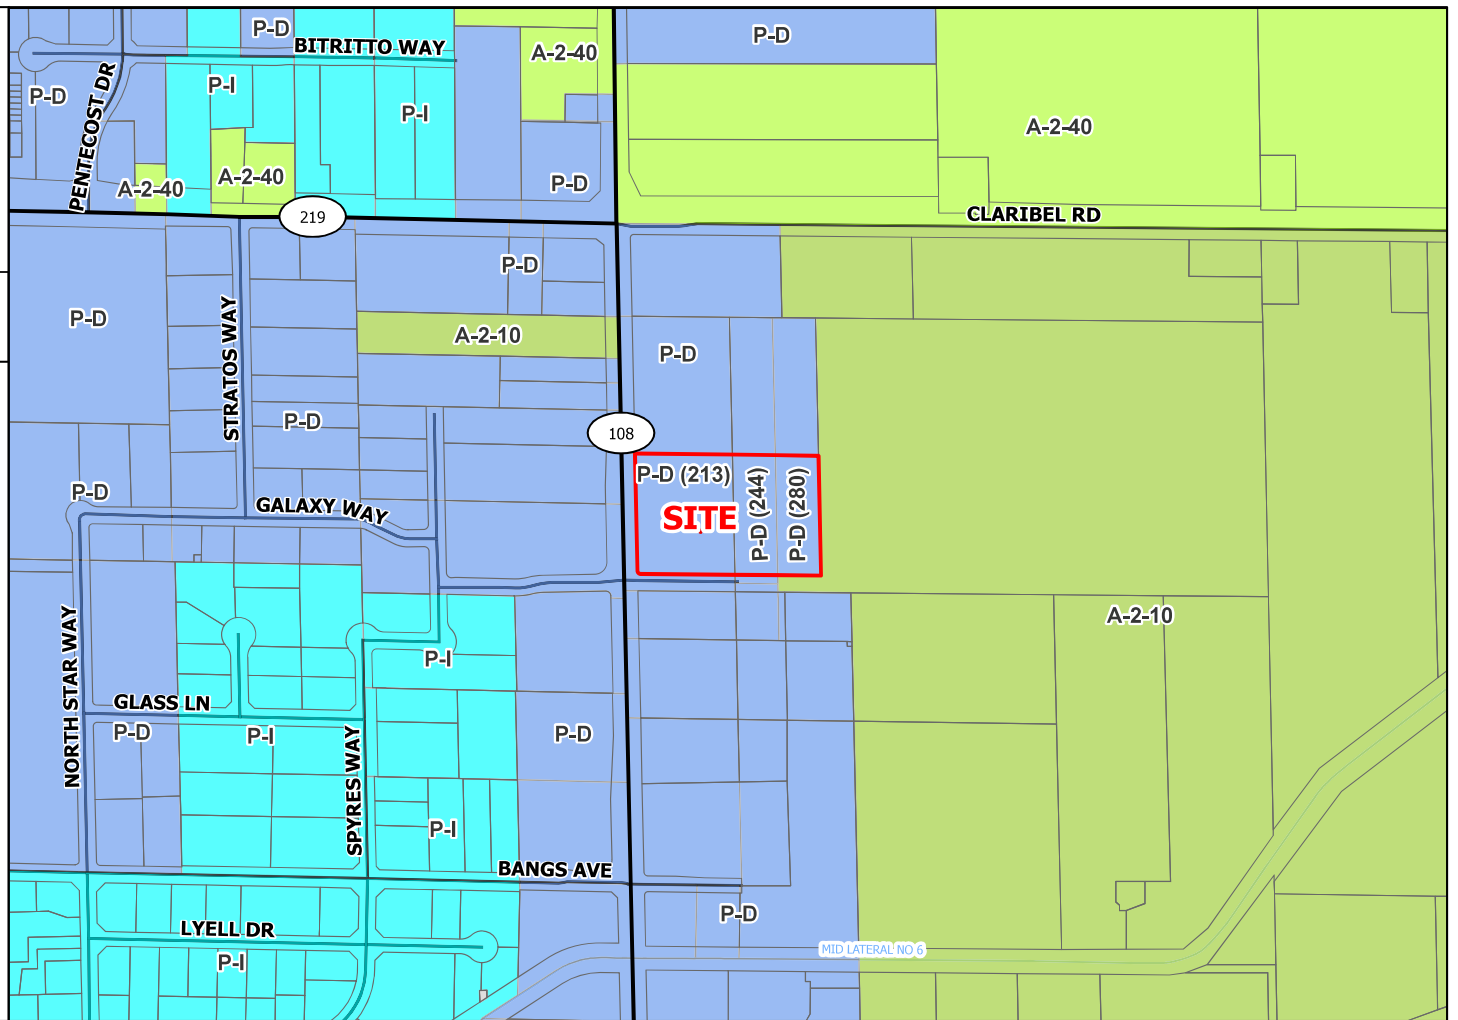 P-D
P-D
BITRITTO WAY
A-2-40
P-I
P-D
PENTECOST DR
P-I
A-2-40
A-2-40
A-2-40
P-D
219
CLARIBEL RD
P-D
P-D
STRATOS WAY
A-2-10
P-D
P-D
108
P-D (213)
P-D (244)
P-D (280)
P-D
GALAXY WAY
SITE
NORTH STAR WAY
A-2-10
P-I
GLASS LN
P-D
P-I
SPYRES WAY
P-D
P-I
BANGS AVE
P-D
LYELL DR
P-I
MID LATERAL NO 6